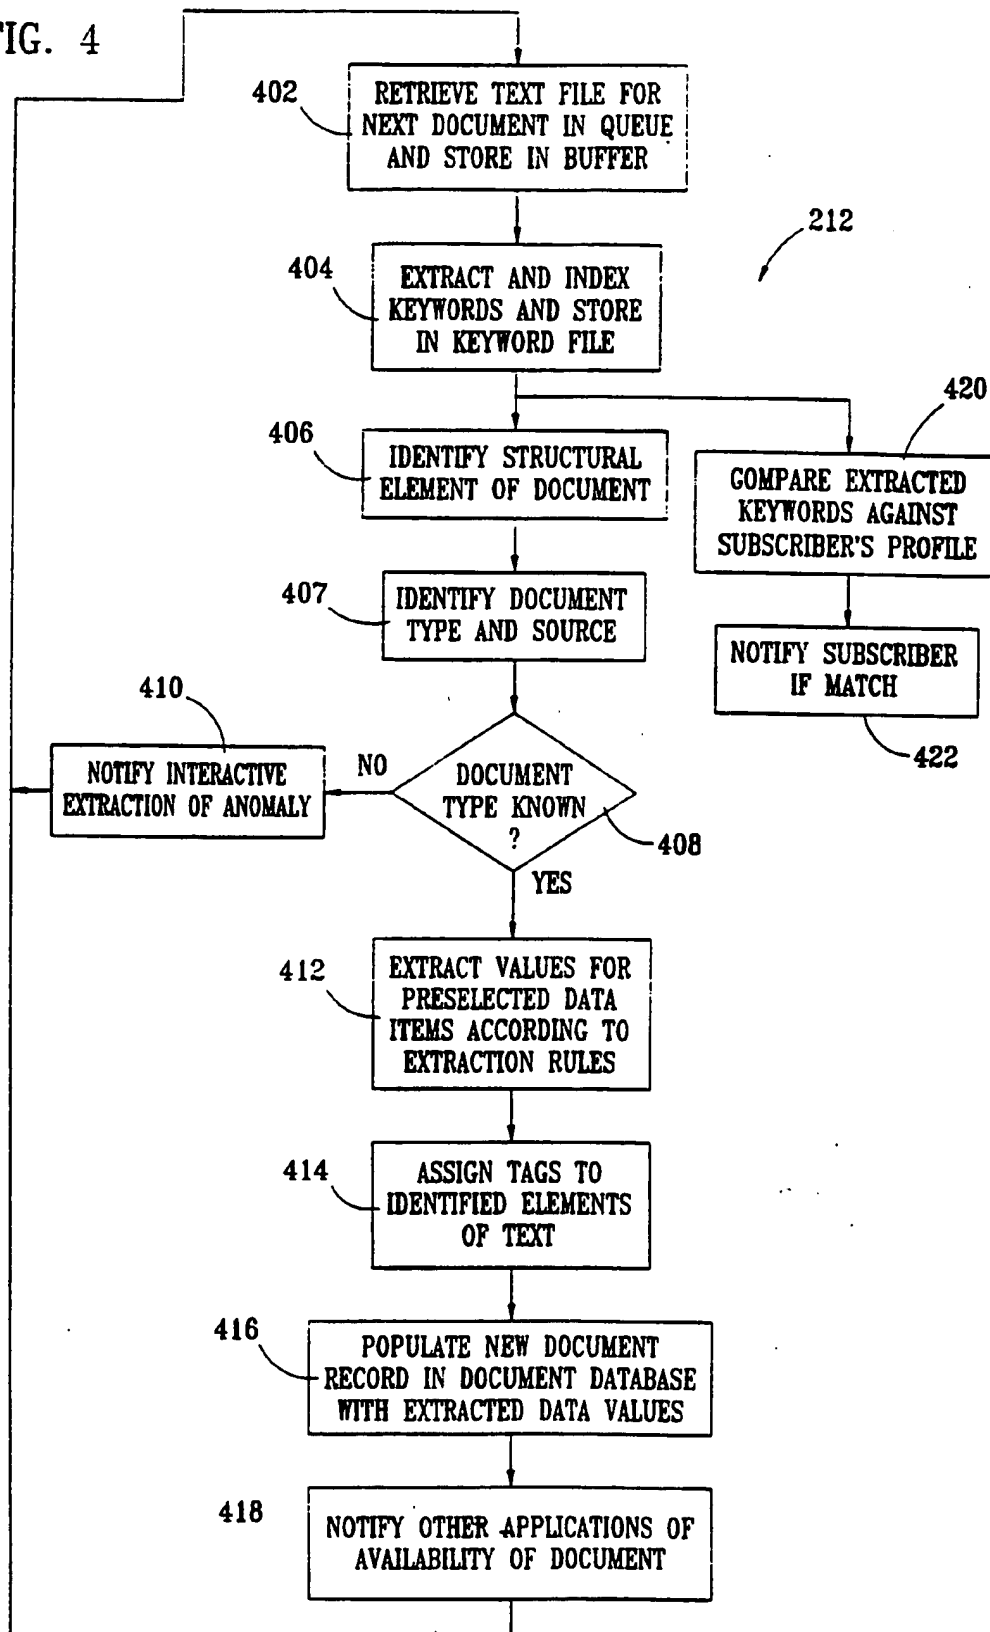 FIG. 4
402
RETRIEVE TEXT FILE FOR
NEXT DOCUMENT IN QUEUE
AND STORE IN BUFFER
212
404
EXTRACT AND INDEX
KEYWORDS AND STORE
IN KEYWORD FILE
420
406
IDENTIFY STRUCTURAL
ELEMENT OF DOCUMENT
GOMPARE EXTRACTED
KEYWORDS AGAINST
SUBSCRIBER'S PROFILE
407
IDENTIFY DOCUMENT
TYPE AND SOURCE
NOTIFY SUBSCRIBER
IF MATCH
422
410
NOTIFY INTERACTIVE
EXTRACTION OF ANOMALY
NO
DOCUMENT
TYPE KNOWN
?
408
YES
412
EXTRACT VALUES FOR
PRESELECTED DATA
ITEMS ACCORDING TO
EXTRACTION RULES
414
ASSIGN TAGS TO
IDENTIFIED ELEMENTS
OF TEXT
416
POPULATE NEW DOCUMENT
RECORD IN DOCUMENT DATABASE
WITH EXTRACTED DATA VALUES
418
NOTIFY OTHER APPLICATIONS OF
AVAILABILITY OF DOCUMENT